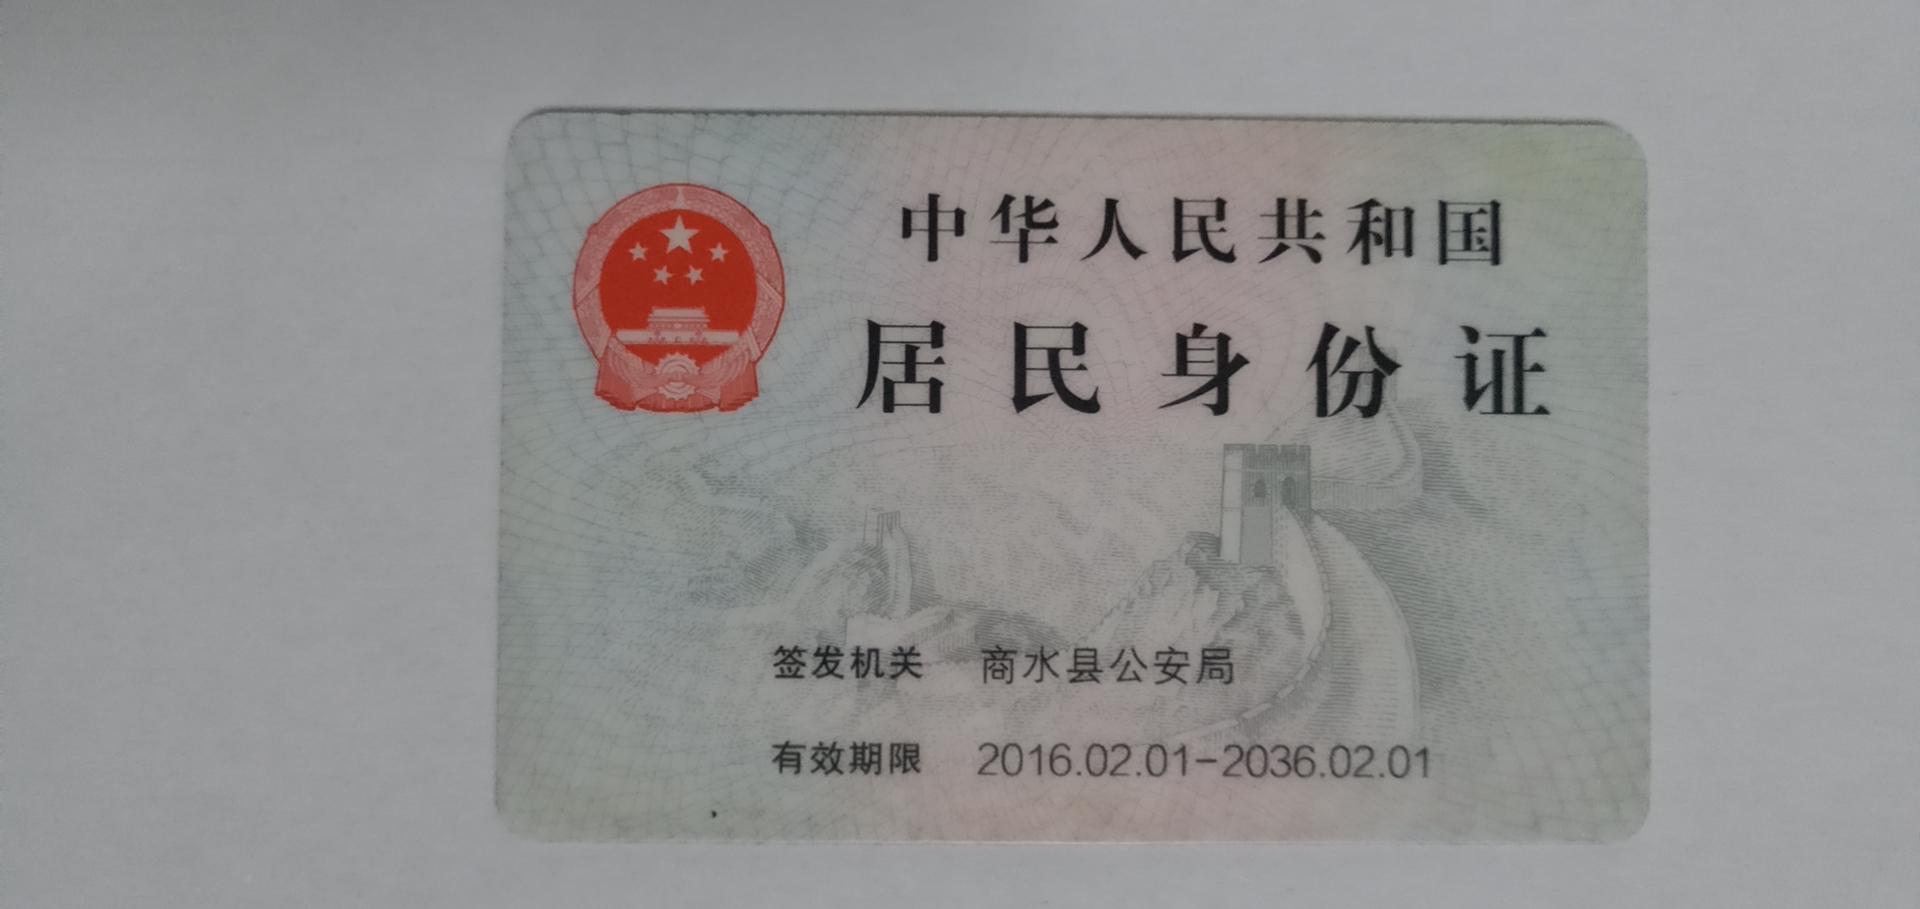 中华人民共和国
居民身份证
签发机关 商水县公安局
有效期限 2016.02.01-2036.02.01